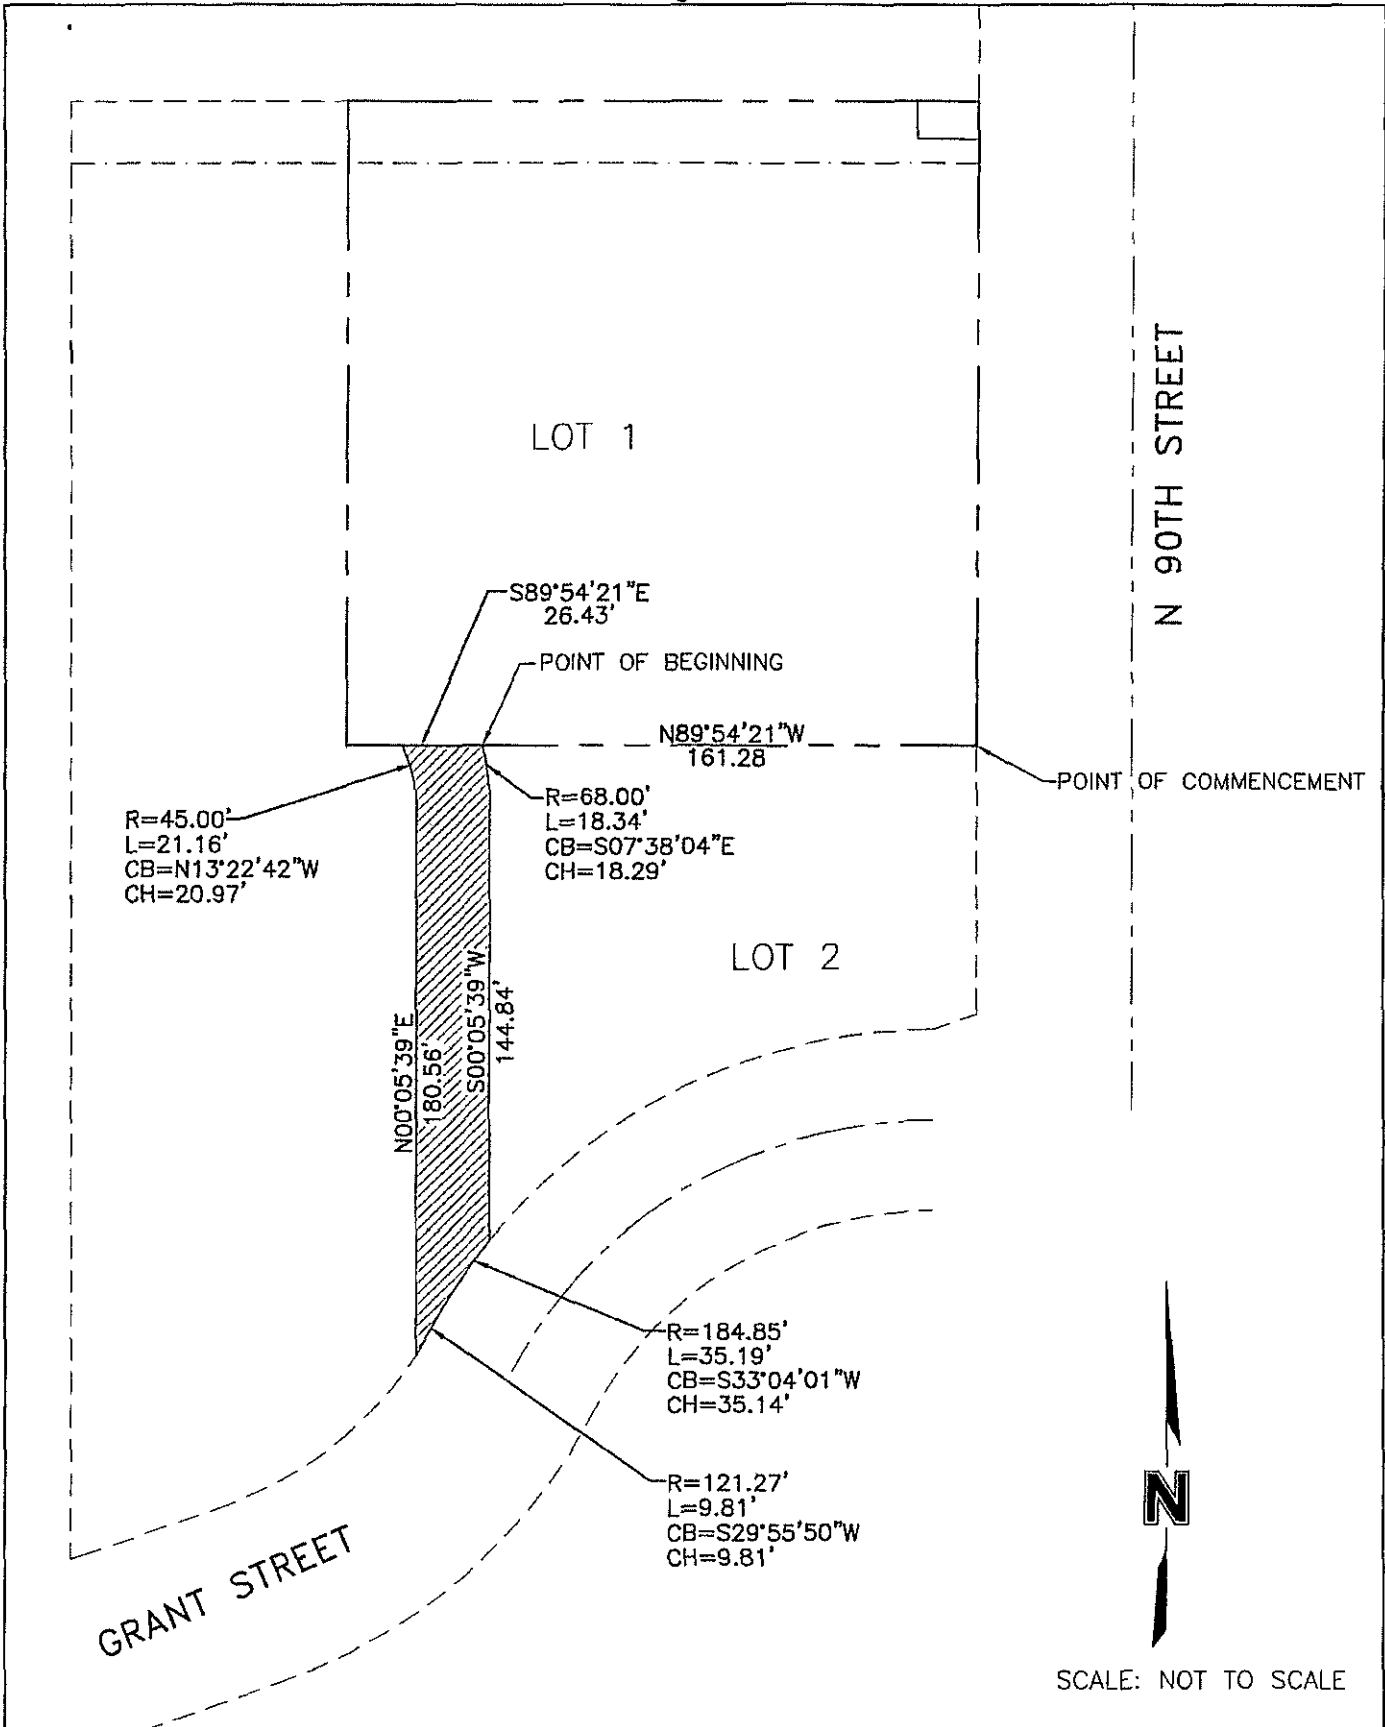 N 90TH STREET
LOT 1
S89°54'21"E
26.43'
POINT OF BEGINNING
N89°54'21"W
161.28
POINT OF COMMENCEMENT
R=45.00'
L=21.16'
CB=N13°22'42"W
CH=20.97'
R=68.00'
L=18.34'
CB=S07°38'04"E
CH=18.29'
LOT 2
N00°05'39"E
180.56'
S00°05'39"W
144.84'
R=184.85'
L=35.19'
CB=S33°04'01"W
CH=35.14'
R=121.27'
L=9.81'
CB=S29°55'50"W
CH=9.81'
GRANT STREET
N
SCALE: NOT TO SCALE